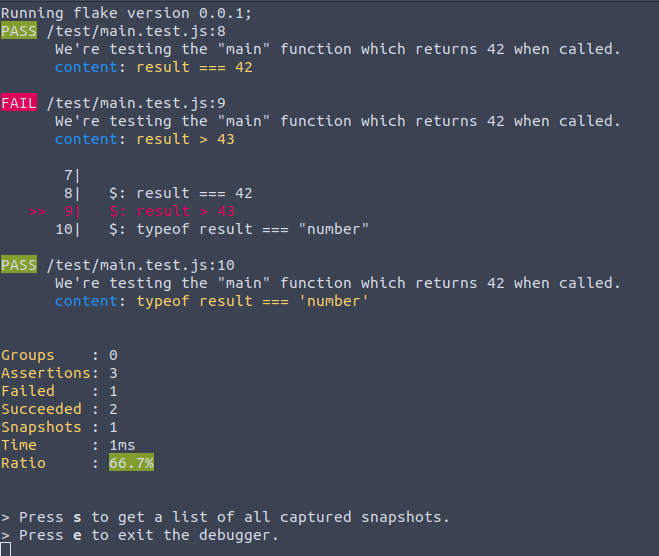 Running flake version 0.0.1;
PASS /test/main.test.js:8
We're testing the "main" function which returns 42 when called.
content: result === 42
FAIL /test/main.test.js:9
We're testing the "main" function which returns 42 when called.
content: result > 43
7|
8|   $: result === 42
>>  9|   $: result > 43
10|   $: typeof result === "number"
PASS /test/main.test.js:10
We're testing the "main" function which returns 42 when called.
content: typeof result === 'number'
Groups    : 0
Assertions: 3
Failed    : 1
Succeeded : 2
Snapshots : 1
Time      : 1ms
Ratio     : 66.7%
> Press s to get a list of all captured snapshots.
> Press e to exit the debugger.